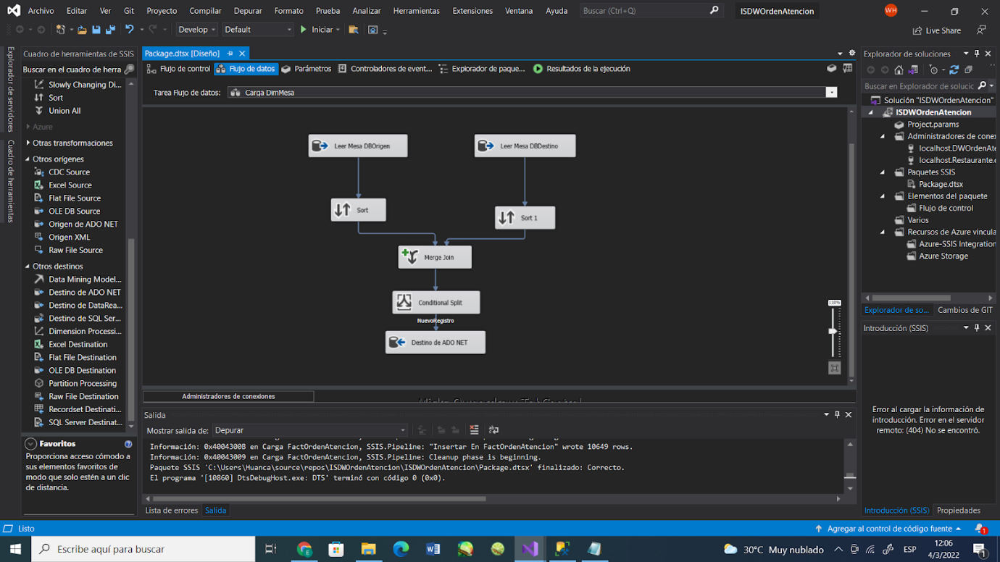 Archivo Editar Ver Git Proyecto Compilar Depurar Formato Prueba Analizar Herramientas Extensiones Ventana Ayuda Buscar (Ctrl+Q) ISDWOrdenAtencion WH
Develop Default Iniciar Live Share
Explorador de servidores
Cuadro de herramientas
Cuadro de herramientas de SSIS
Buscar en el cuadro de herra
Slowly Changing Di...
Sort
Union All
Azure
Otras transformaciones
Otros orígenes
CDC Source
Excel Source
Flat File Source
OLE DB Source
Origen de ADO NET
Origen XML
Raw File Source
Otros destinos
Data Mining Model...
Destino de ADO NET
Destino de DataRea...
Destino de SQL Ser...
Dimension Processi...
Excel Destination
Flat File Destination
OLE DB Destination
Partition Processing
Raw File Destination
Recordset Destinati...
SQL Server Destinat...
Favoritos
Proporciona acceso cómodo a
sus elementos favoritos de
modo que solo estén a un clic
de distancia.
Package.dtsx [Diseño]
Flujo de control Flujo de datos Parámetros Controladores de event... Explorador de paque... Resultados de la ejecución
Tarea Flujo de datos: Carga DimMesa
Leer Mesa DBOrigen Leer Mesa DBDestino
Sort
Sort 1
Merge Join
Conditional Split
NuevoRegistro
Destino de ADO NET
110%
Administradores de conexiones
Salida
Mostrar salida de: Depurar
Información: 0x4004300B en Carga FactOrdenAtencion, SSIS.Pipeline: "Insertar En FactOrdenAtencion" wrote 10649 rows.
Información: 0x40043009 en Carga FactOrdenAtencion, SSIS.Pipeline: Cleanup phase is beginning.
Paquete SSIS 'C:\Users\Huanca\source\repos\ISDWOrdenAtencion\ISDWOrdenAtencion\Package.dtsx' finalizado: Correcto.
El programa '[10860] DtsDebugHost.exe: DTS' terminó con código 0 (0x0).
Lista de errores Salida
Explorador de soluciones
Buscar en Explorador de solucic
Solución "ISDWOrdenAtencion"
ISDWOrdenAtencion
Project.params
Administradores de conex
localhost.DWOrdenAte
localhost.Restaurante.
Paquetes SSIS
Package.dtsx
Elementos del paquete
Flujo de control
Varios
Recursos de Azure vincula
Azure-SSIS Integration
Azure Storage
Explorador de so... Cambios de GIT
Introducción (SSIS)
Error al cargar la información de
introducción. Error en el servidor
remoto: (404) No se encontró.
Introducción (SSIS) Propiedades
Listo Agregar al control de código fuente 1
Escribe aquí para buscar 30°C Muy nublado ESP 12:06
4/3/2022 1